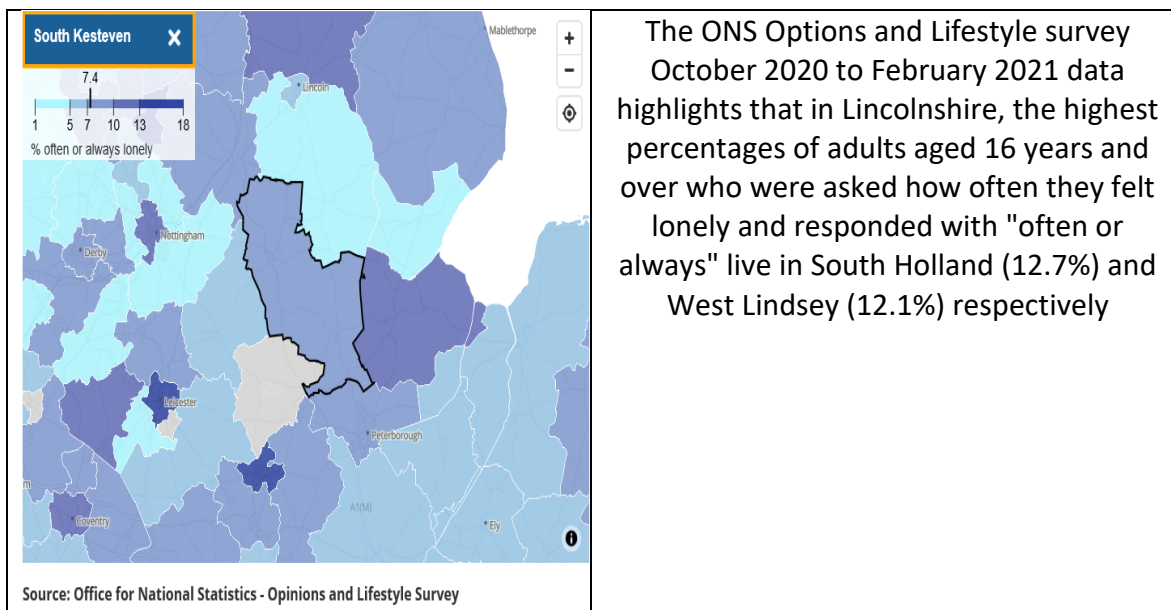 South Kesteven X
7.4
1 5 7 10 13 18
% often or always lonely
Mablethorpe
+
−
Lincoln
Nottingham
Derby
Leicester
Peterborough
Coventry
A1(M)
Ely
Source: Office for National Statistics - Opinions and Lifestyle Survey
The ONS Options and Lifestyle survey
October 2020 to February 2021 data
highlights that in Lincolnshire, the highest
percentages of adults aged 16 years and
over who were asked how often they felt
lonely and responded with "often or
always" live in South Holland (12.7%) and
West Lindsey (12.1%) respectively